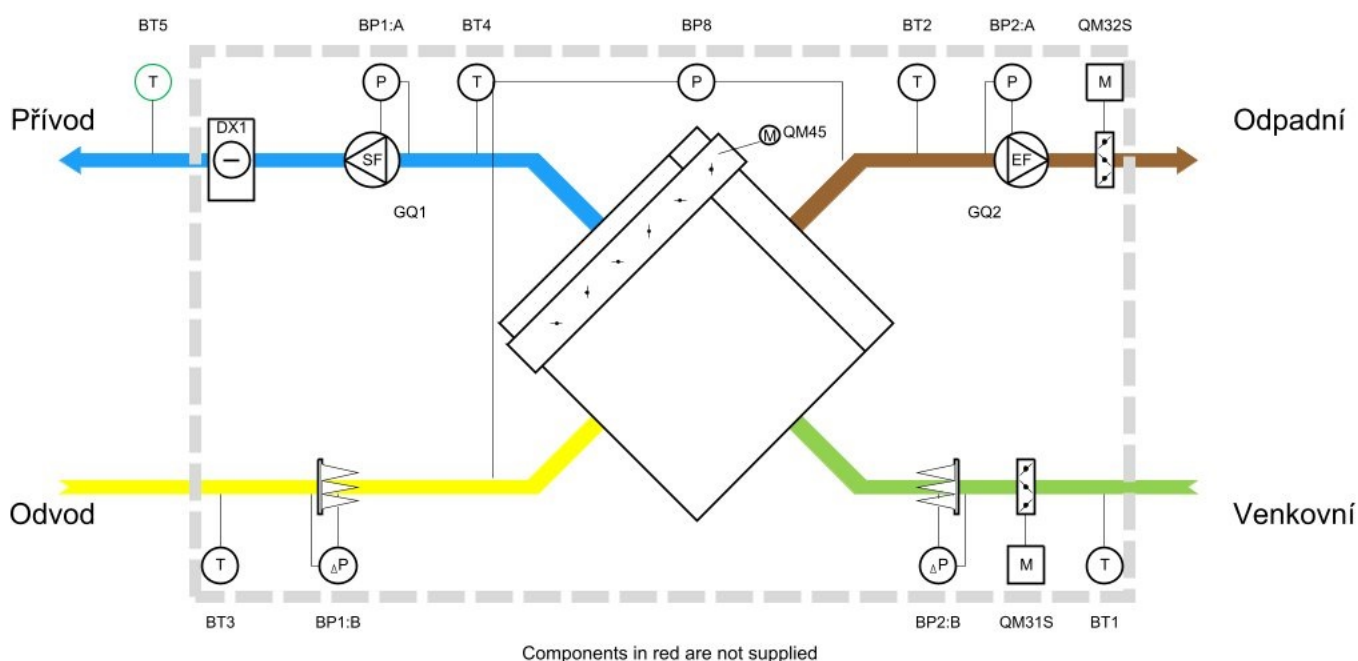 BT5 BP1:A BT4 BP8 BT2 BP2:A QM32S
T P T P T P M
Přívod DX1 M QM45 Odpadní
SF EF
GQ1 GQ2
Odvod Venkovní
T ΔP ΔP M T
BT3 BP1:B BP2:B QM31S BT1
Components in red are not supplied